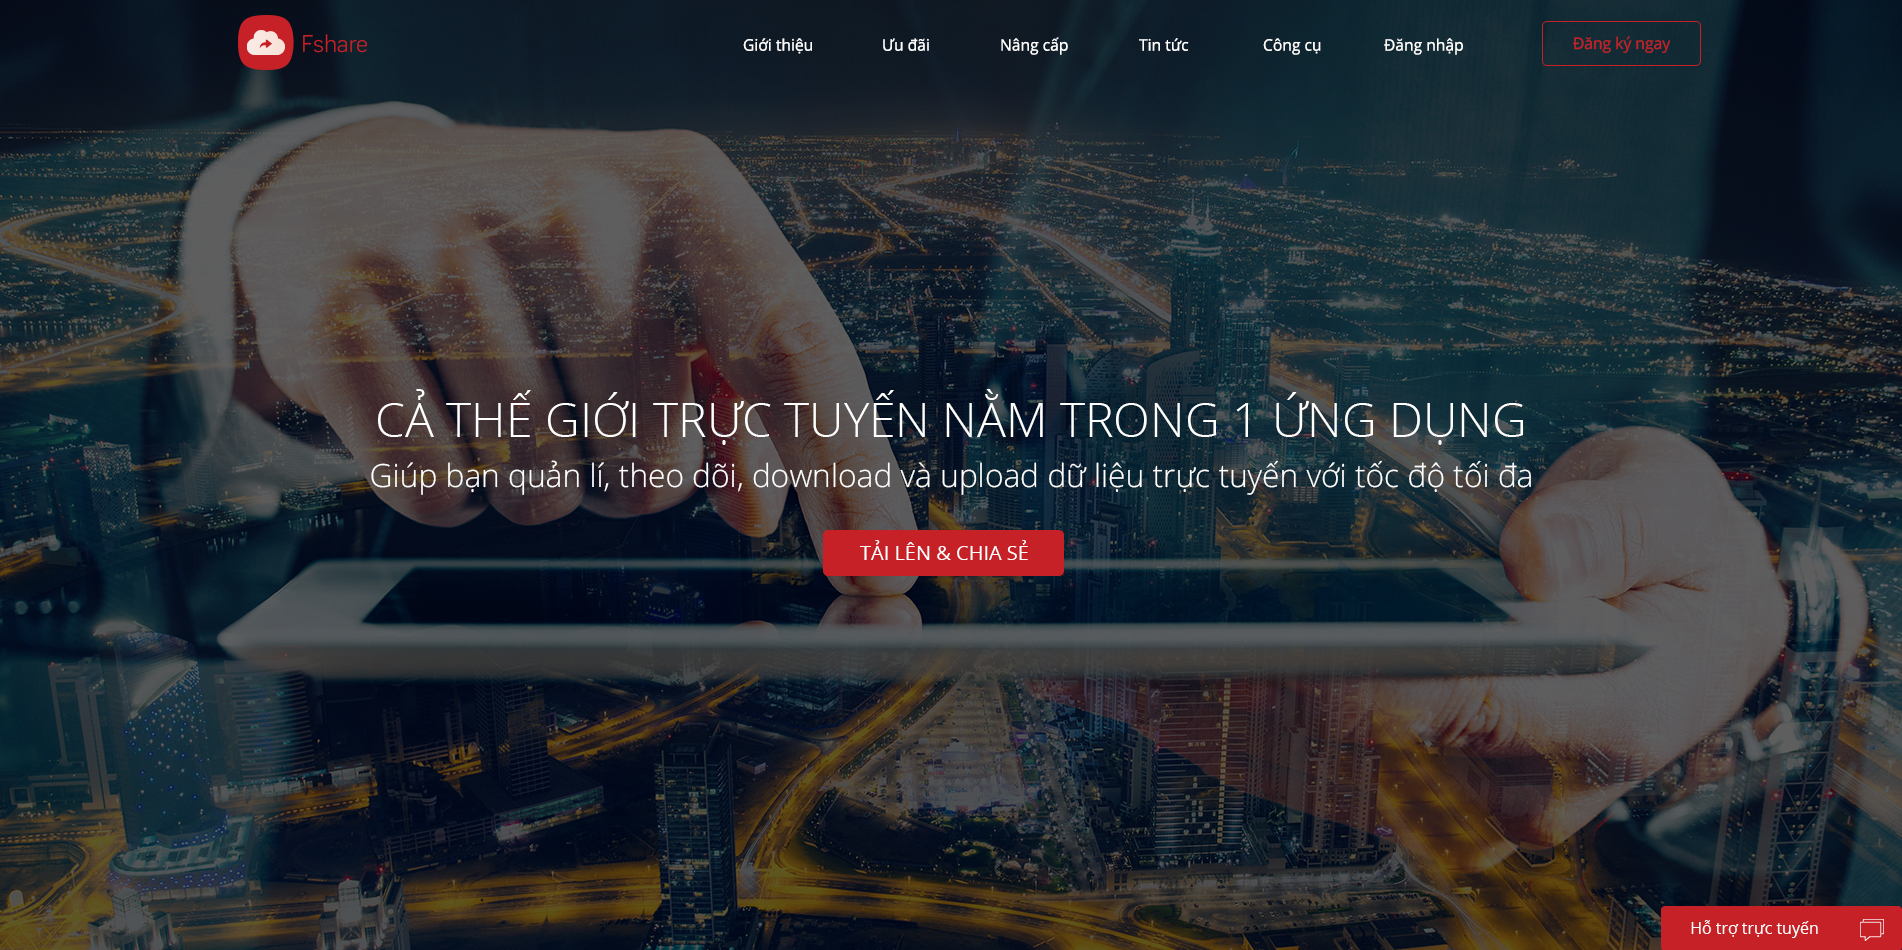 Fshare
Giới thiệu
Ưu đãi
Nâng cấp
Tin tức
Công cụ
Đăng nhập
Đăng ký ngay
CẢ THẾ GIỚI TRỰC TUYẾN NẰM TRONG 1 ỨNG DỤNG
Giúp bạn quản lí, theo dõi, download và upload dữ liệu trực tuyến với tốc độ tối đa
TẢI LÊN & CHIA SẺ
Hỗ trợ trực tuyến